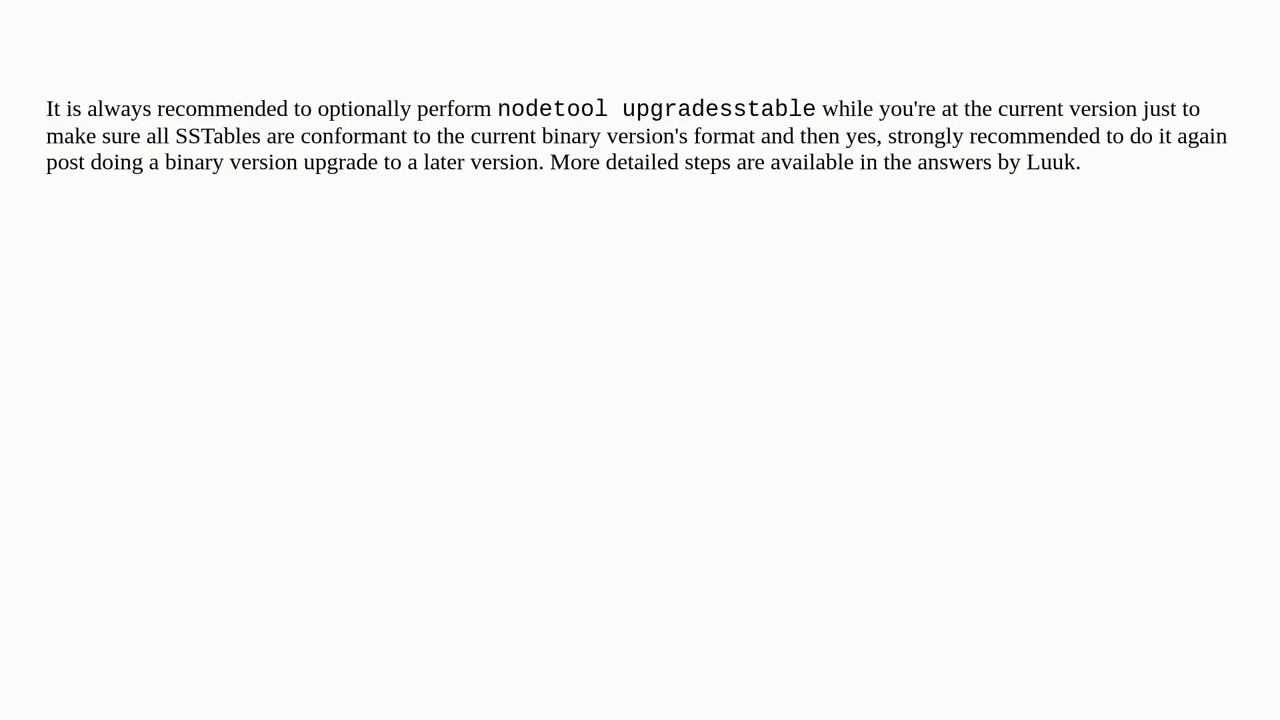 It is always recommended to optionally perform nodetool upgradesstable while you're at the current version just to
make sure all SSTables are conformant to the current binary version's format and then yes, strongly recommended to do it again
post doing a binary version upgrade to a later version. More detailed steps are available in the answers by Luuk.